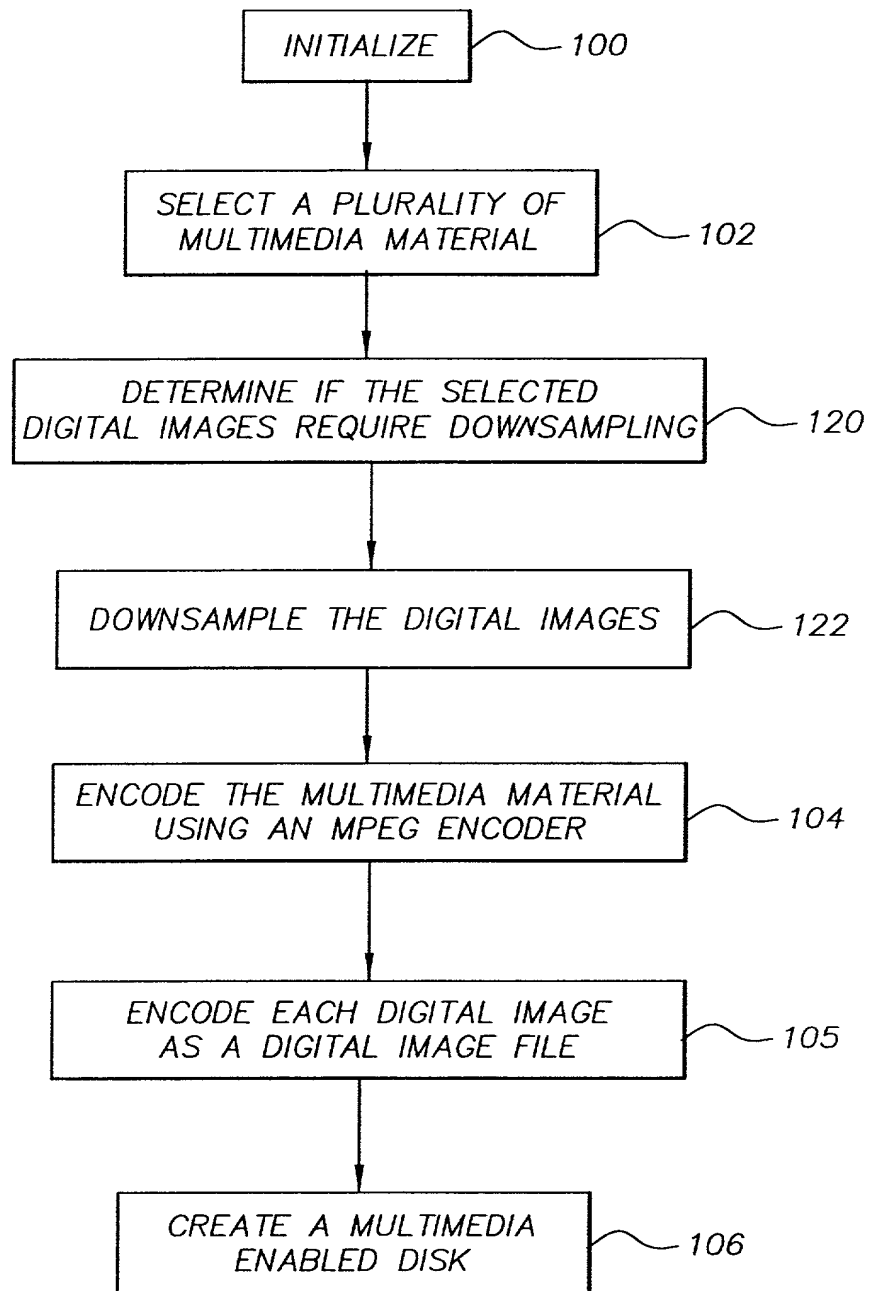 INITIALIZE
100
SELECT A PLURALITY OF
MULTIMEDIA MATERIAL
102
DETERMINE IF THE SELECTED
DIGITAL IMAGES REQUIRE DOWNSAMPLING
120
DOWNSAMPLE THE DIGITAL IMAGES
122
ENCODE THE MULTIMEDIA MATERIAL
USING AN MPEG ENCODER
104
ENCODE EACH DIGITAL IMAGE
AS A DIGITAL IMAGE FILE
105
CREATE A MULTIMEDIA
ENABLED DISK
106